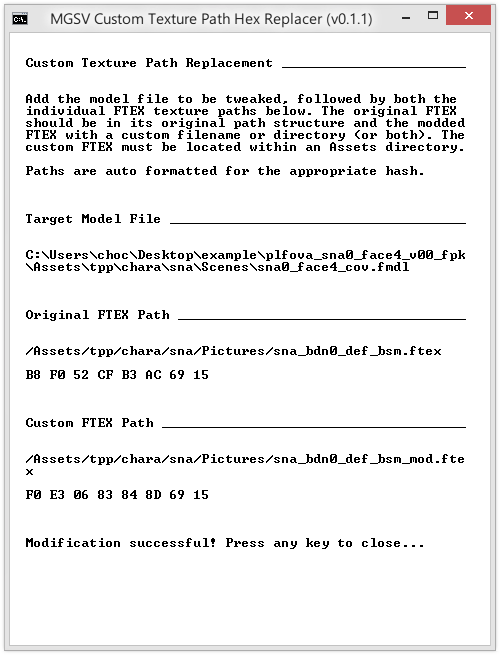 MGSV Custom Texture Path Hex Replacer (v0.1.1)
Custom Texture Path Replacement
Add the model file to be tweaked, followed by both the
individual FTEX texture paths below. The original FTEX
should be in its original path structure and the modded
FTEX with a custom filename or directory (or both). The
custom FTEX must be located within an Assets directory.
Paths are auto formatted for the appropriate hash.
Target Model File
C:\Users\choc\Desktop\example\plfova_sna0_face4_v00_fpk
\Assets\tpp\chara\sna\Scenes\sna0_face4_cov.fmdl
Original FTEX Path
/Assets/tpp/chara/sna/Pictures/sna_bdn0_def_bsm.ftex
B8 F0 52 CF B3 AC 69 15
Custom FTEX Path
/Assets/tpp/chara/sna/Pictures/sna_bdn0_def_bsm_mod.fte
x
F0 E3 06 83 84 8D 69 15
Modification successful! Press any key to close...